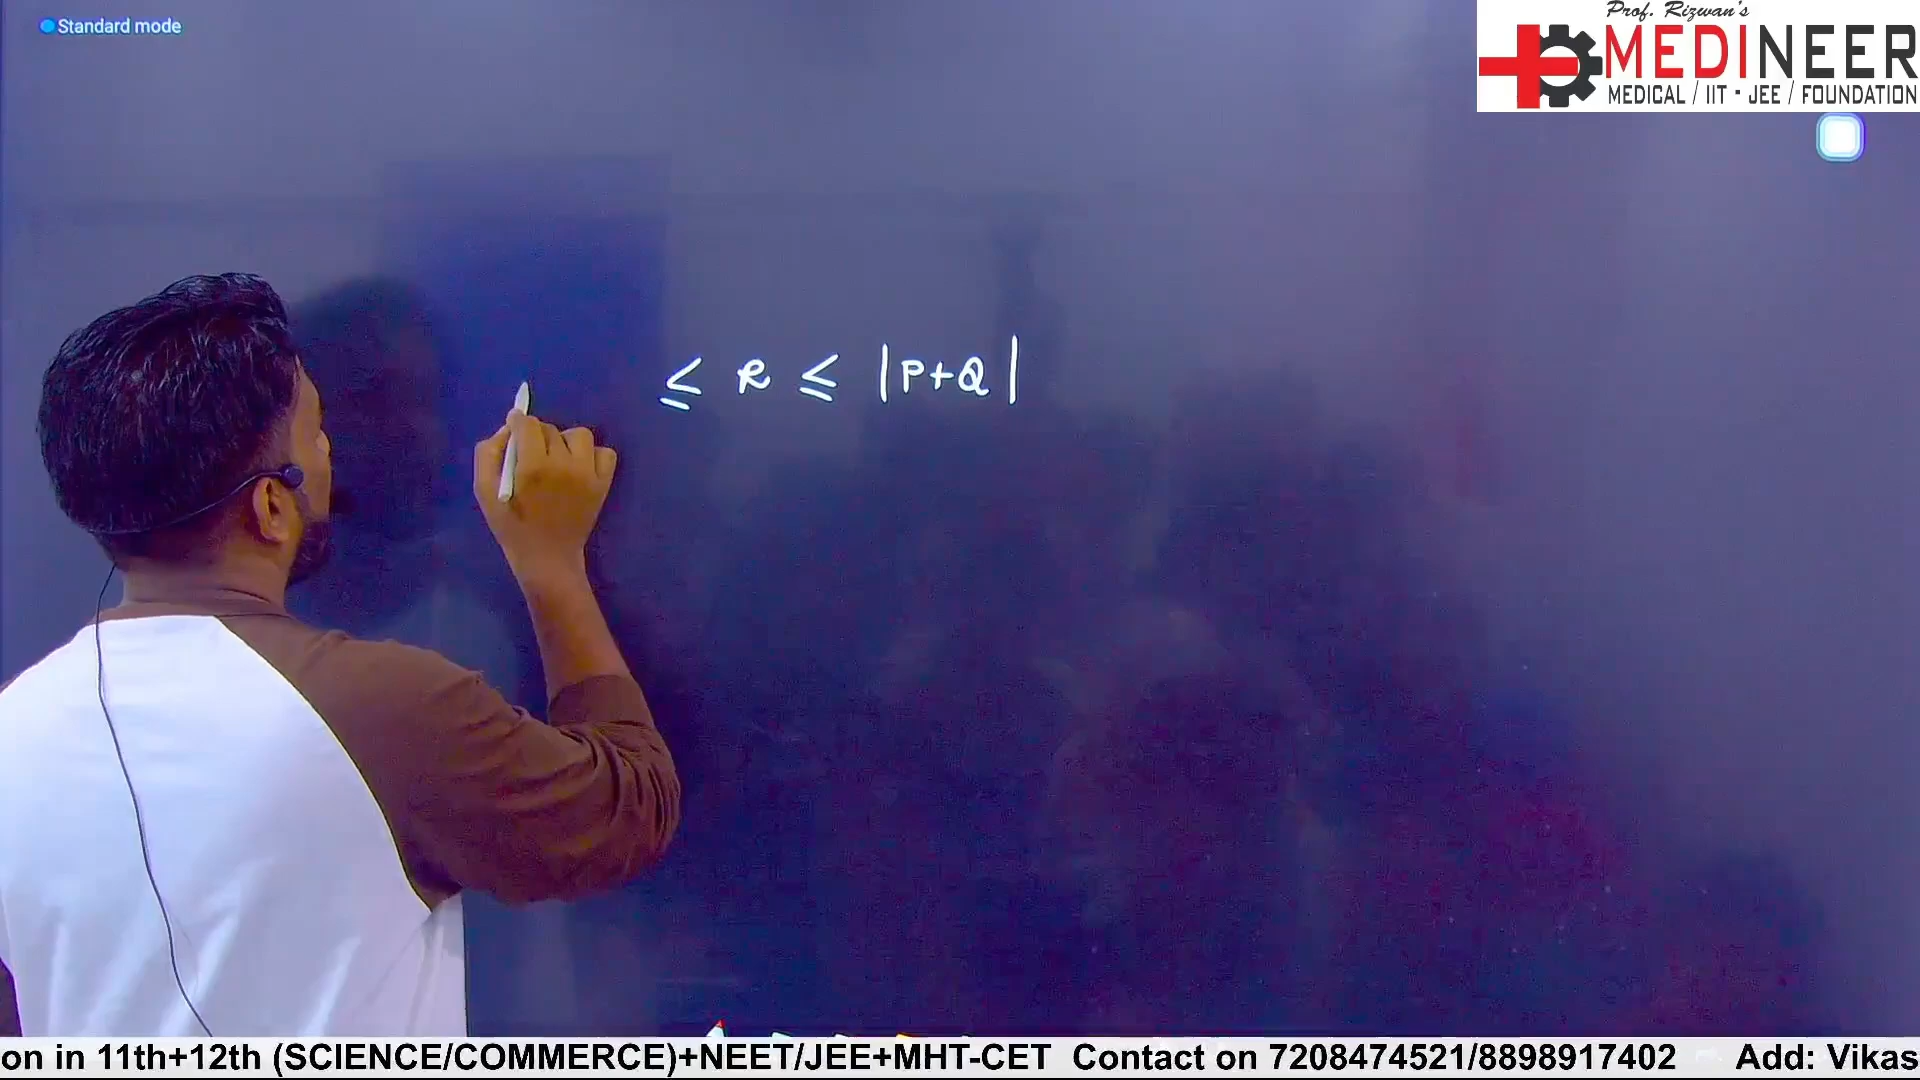 Standard mode
Prof. Rizwan's
MEDINEER
MEDICAL / IIT - JEE / FOUNDATION
≤ R ≤ |P+Q|
on in 11th+12th (SCIENCE/COMMERCE)+NEET/JEE+MHT-CET Contact on 7208474521/8898917402 Add: Vikas